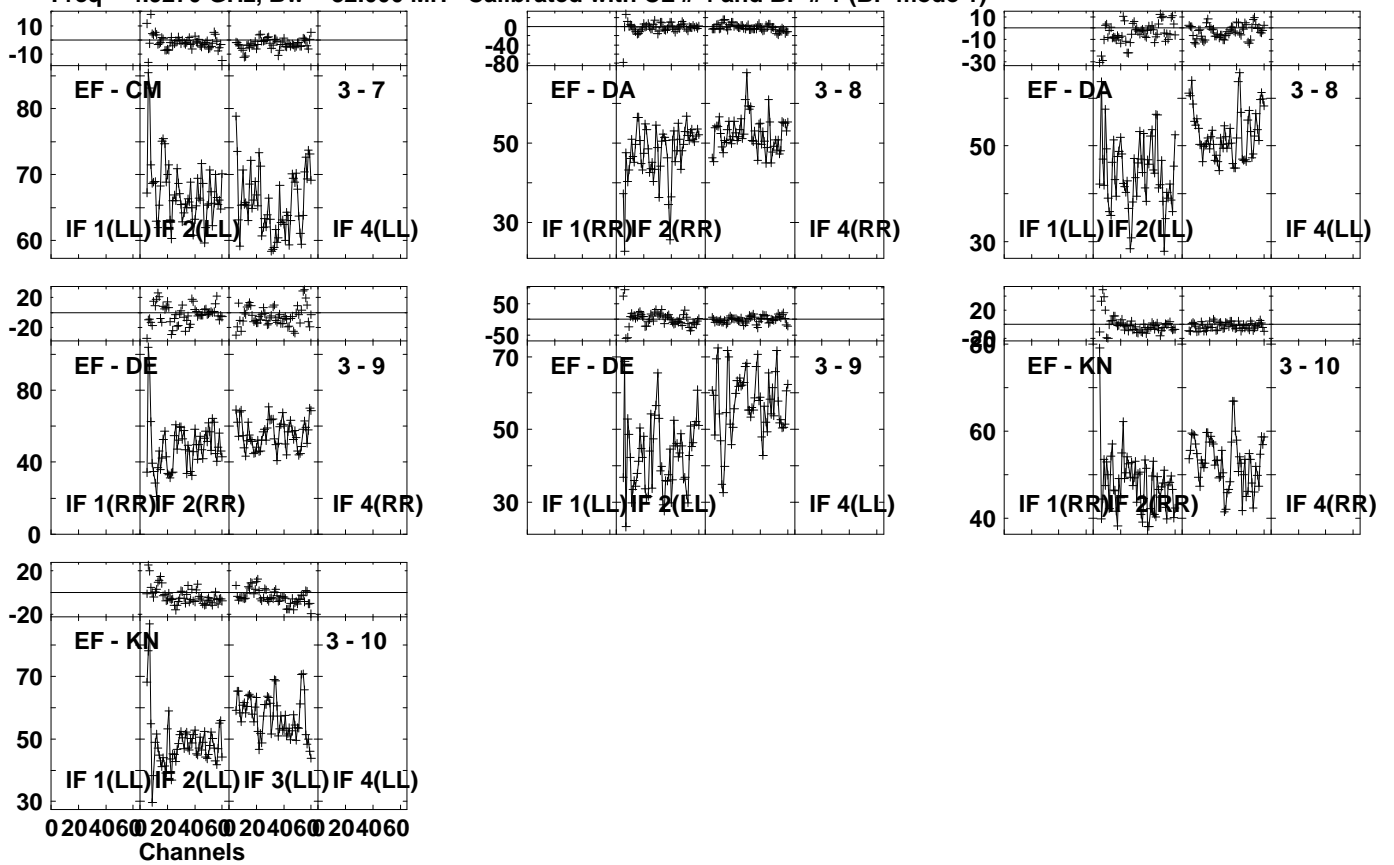 10
-10
EF - CM
3 - 7
80
70
60
IF 1(LL) IF 2(LL) IF 4(LL)
0
-40
-80
EF - DA
3 - 8
50
30
IF 1(RR) IF 2(RR) IF 4(RR)
10
-10
-30
EF - DA
3 - 8
50
30
IF 1(LL) IF 2(LL) IF 4(LL)
20
-20
EF - DE
3 - 9
80
40
0
IF 1(RR) IF 2(RR) IF 4(RR)
50
-50
EF - DE
3 - 9
70
50
30
IF 1(LL) IF 2(LL) IF 4(LL)
20
-20
EF - KN
3 - 10
80
60
40
IF 1(RR) IF 2(RR) IF 4(RR)
20
-20
EF - KN
3 - 10
70
50
30
IF 1(LL) IF 2(LL) IF 3(LL) IF 4(LL)
0 20 40 60 0 20 40 60 0 20 40 60 0 20 40 60
Channels